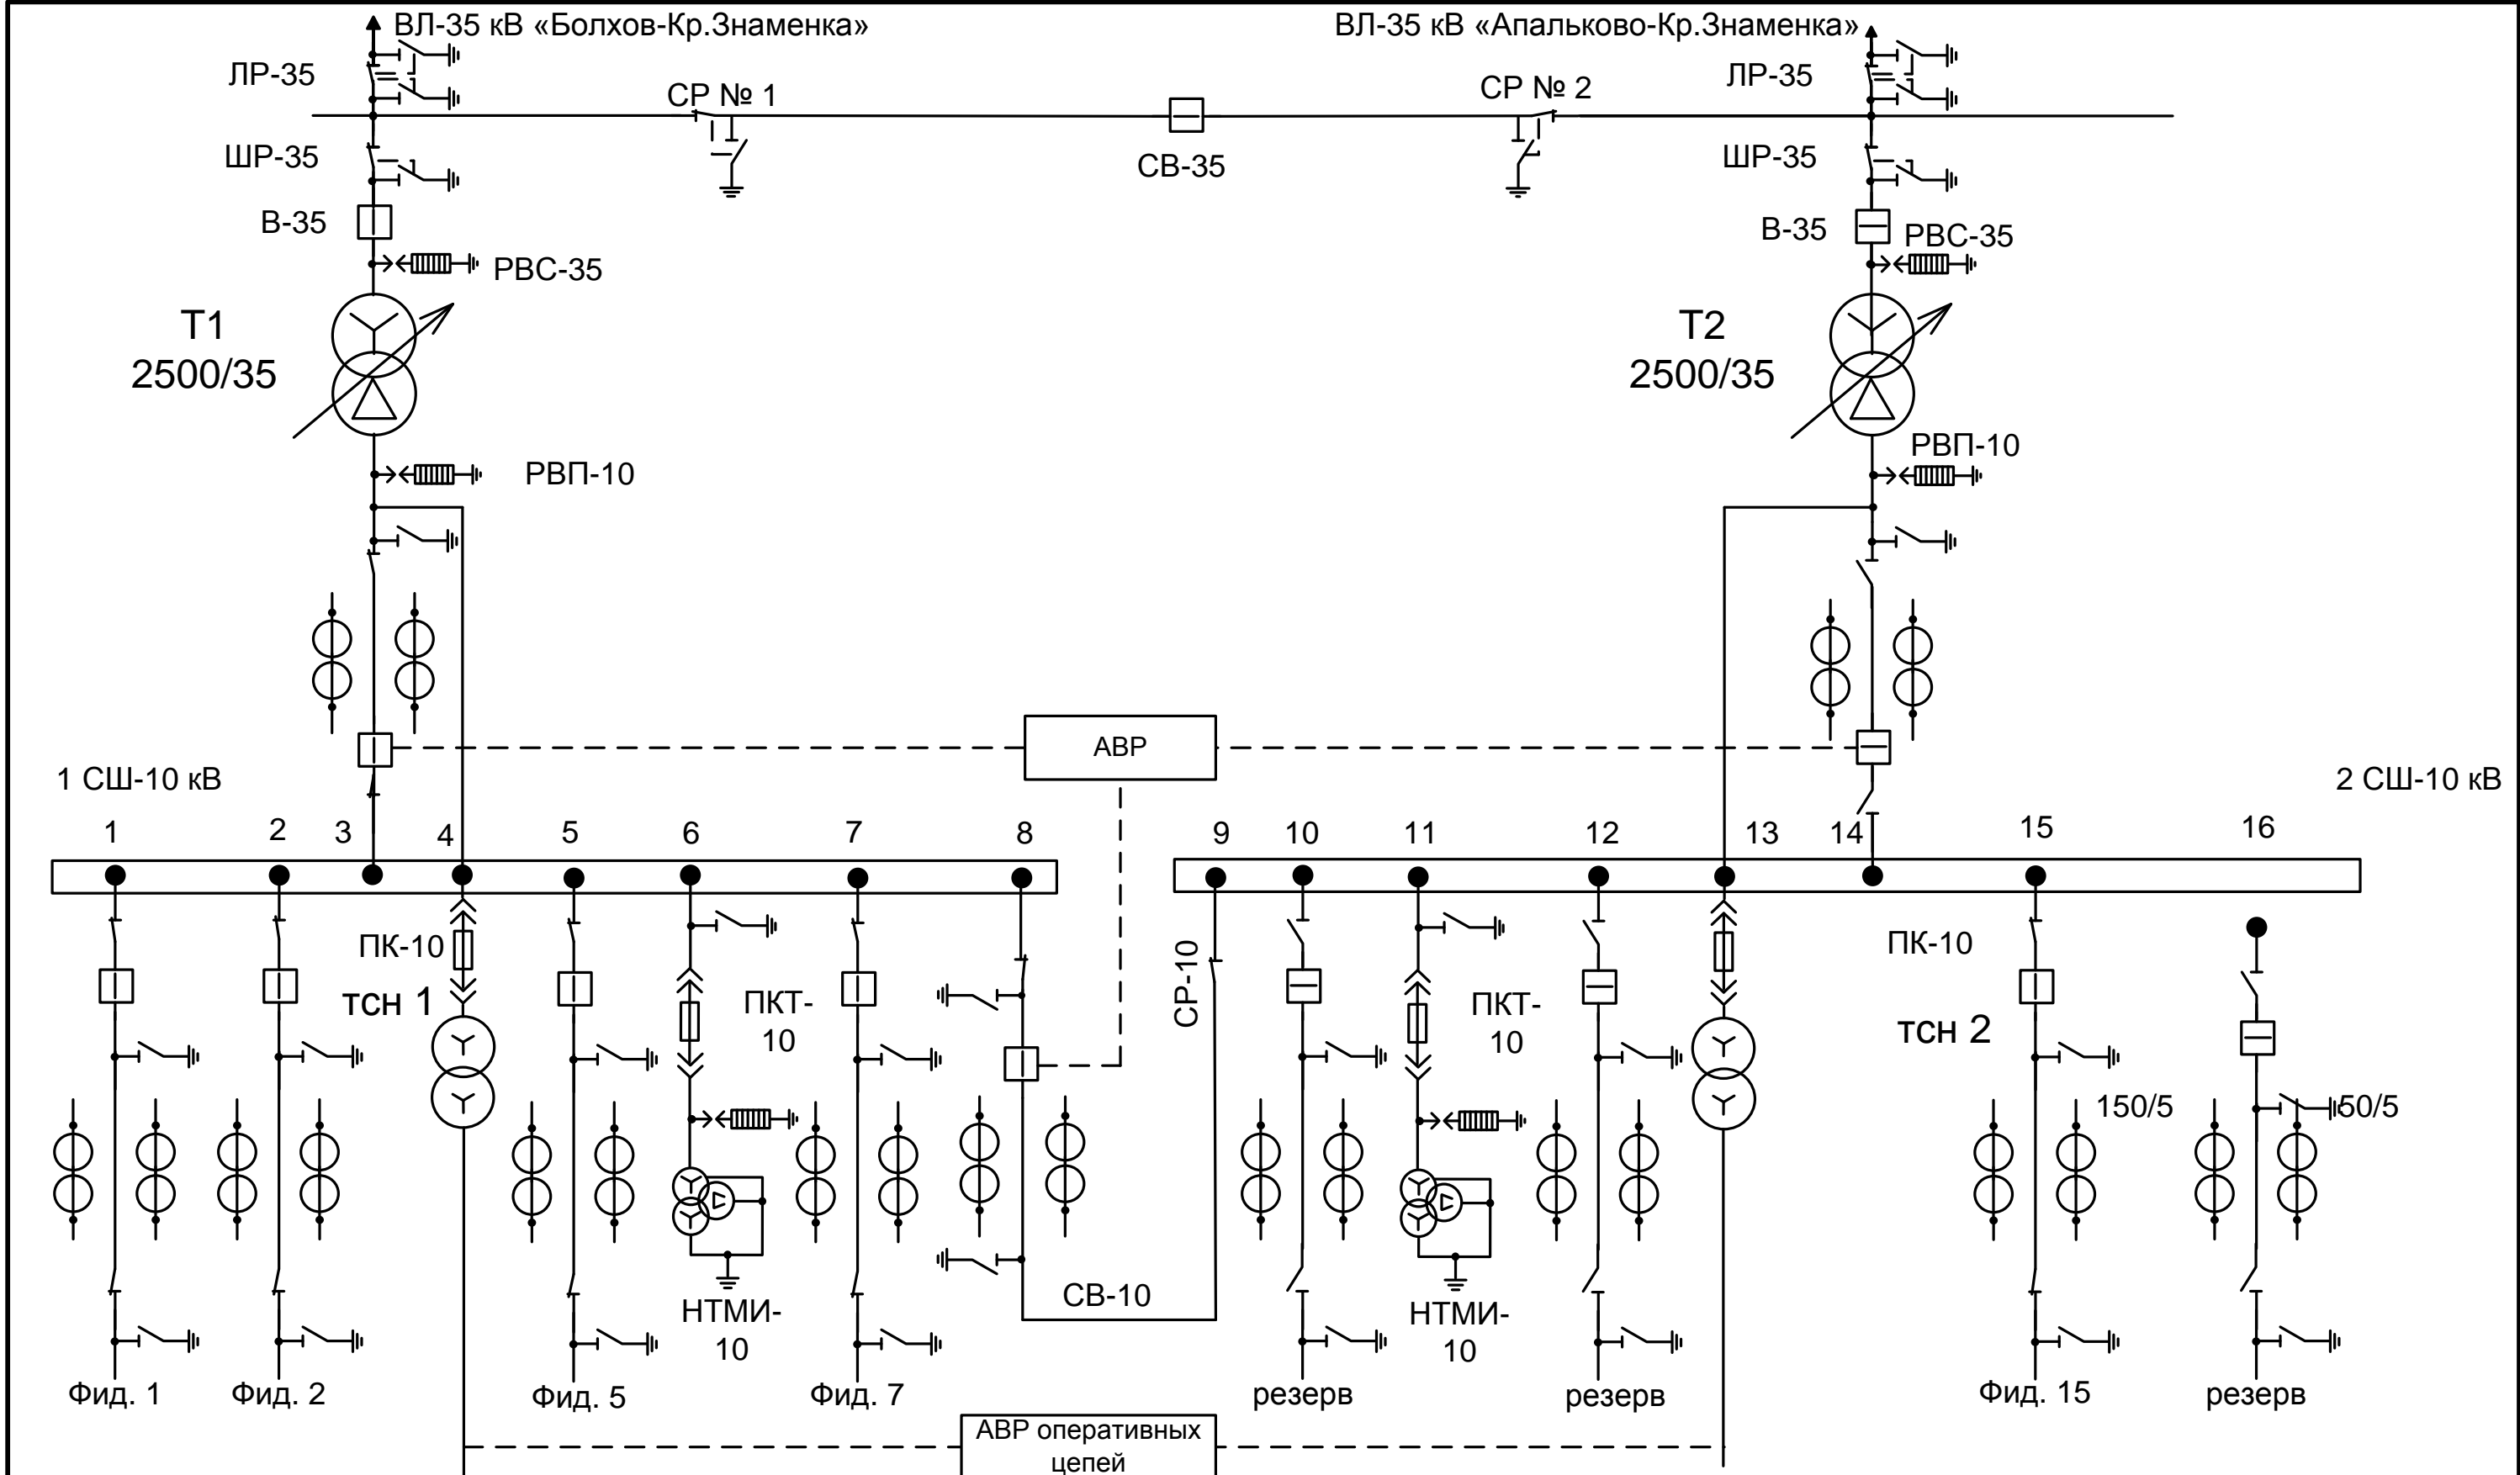 ВЛ-35 кВ «Болхов-Кр.Знаменка»
ВЛ-35 кВ «Апальково-Кр.Знаменка»
ЛР-35
СР № 1
СР № 2
ЛР-35
ШР-35
СВ-35
ШР-35
В-35
В-35
РВС-35
РВС-35
Т1
2500/35
Т2
2500/35
РВП-10
РВП-10
АВР
1 СШ-10 кВ
2 СШ-10 кВ
1
2
3
4
5
6
7
8
9
10
11
12
13
14
15
16
ПК-10
тсн 1
ПКТ-
10
СР-10
ПКТ-
10
ПК-10
тсн 2
150/5
50/5
НТМИ-
10
СВ-10
НТМИ-
10
Фид. 1
Фид. 2
Фид. 5
Фид. 7
резерв
резерв
Фид. 15
резерв
АВР оперативных
цепей